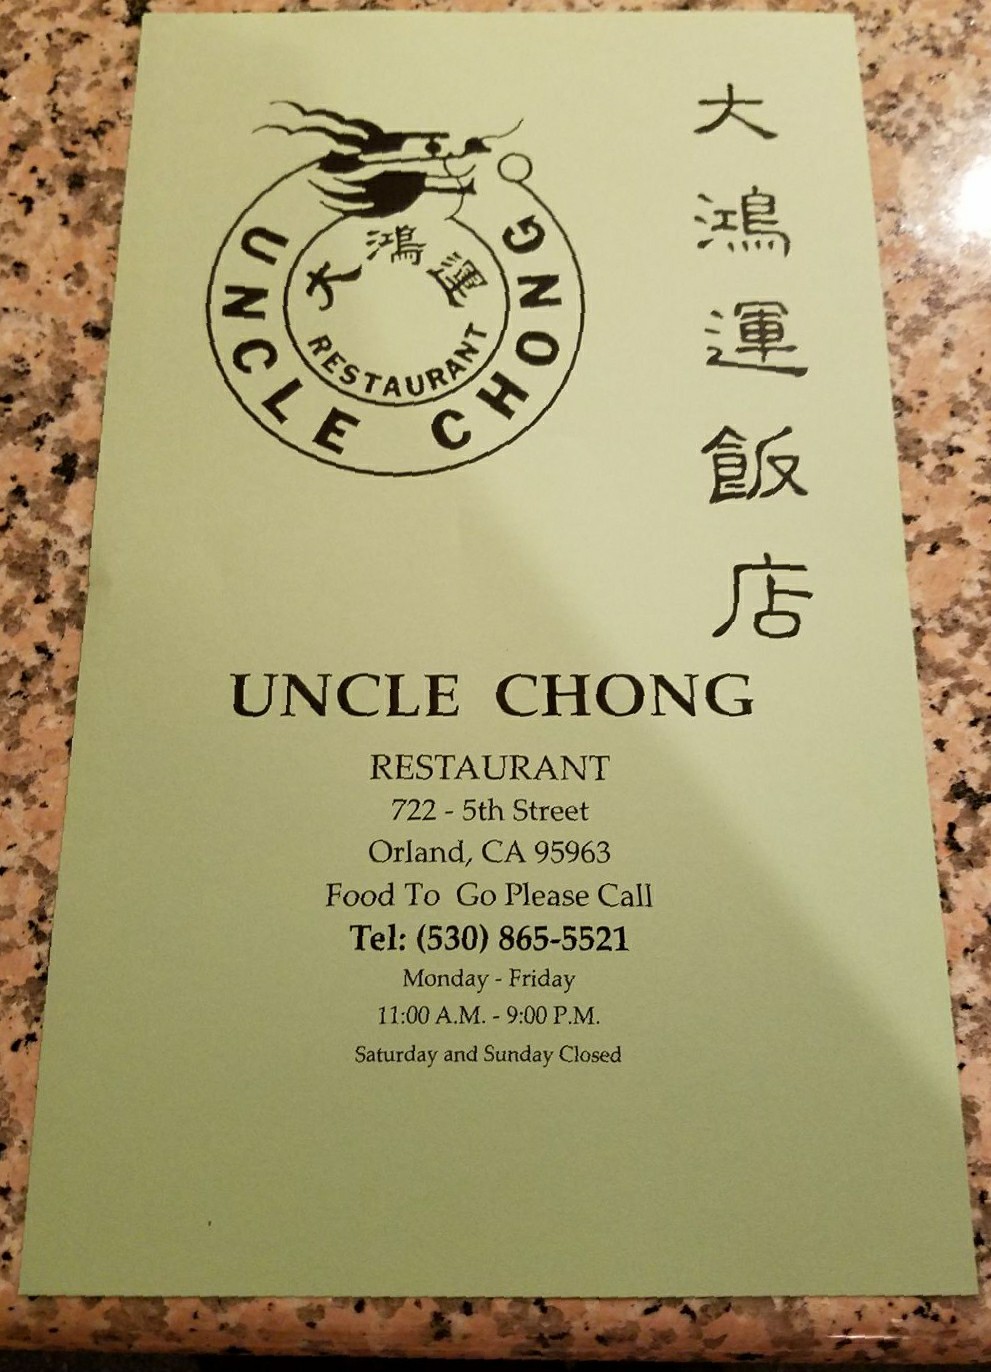 UNCLE CHONG
大鴻運
RESTAURANT
大鴻運飯店
UNCLE CHONG
RESTAURANT
722 - 5th Street
Orland, CA 95963
Food To Go Please Call
Tel: (530) 865-5521
Monday - Friday
11:00 A.M. - 9:00 P.M.
Saturday and Sunday Closed